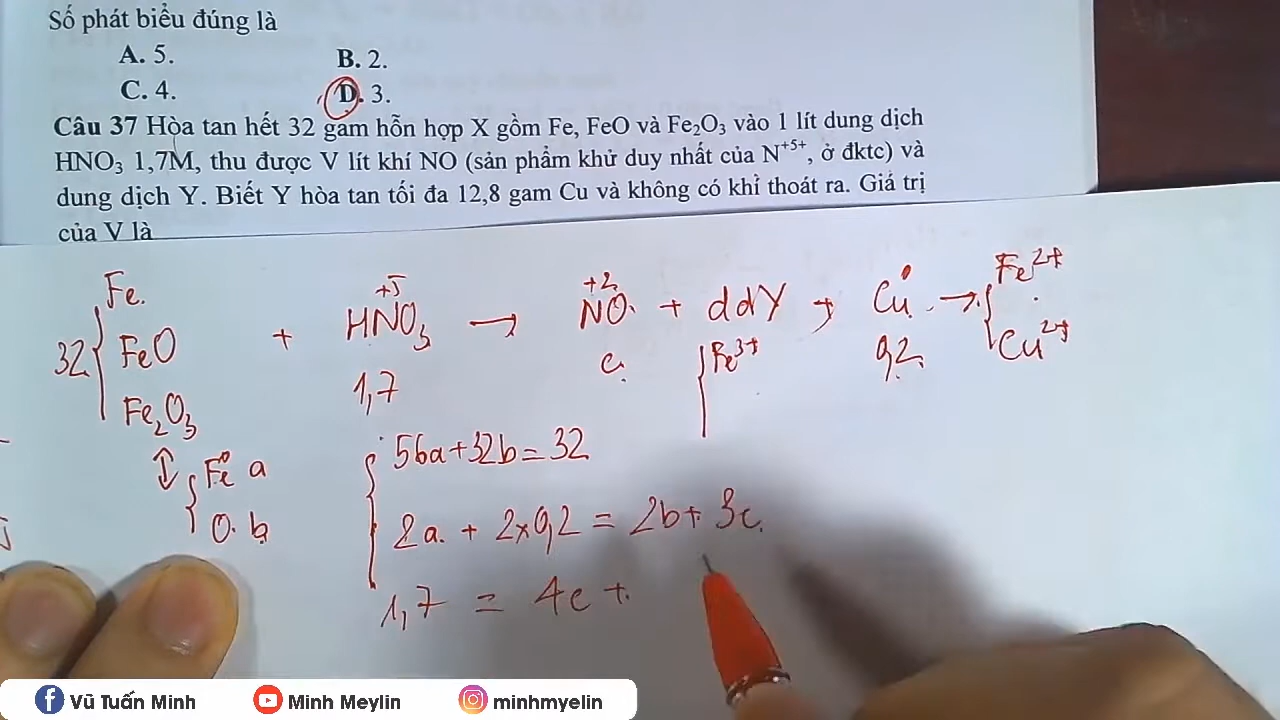 Số phát biểu đúng là
A. 5. B. 2.
C. 4. D. 3.
Câu 37 Hòa tan hết 32 gam hỗn hợp X gồm Fe, FeO và Fe₂O₃ vào 1 lít dung dịch
HNO₃ 1,7M, thu được V lít khí NO (sản phẩm khử duy nhất của N⁺⁵⁺, ở đktc) và
dung dịch Y. Biết Y hòa tan tối đa 12,8 gam Cu và không có khỉ thoát ra. Giá trị
của V là
32 { Fe. FeO Fe₂O₃ + HNO₃ → NO + ddY + Cu → { Fe²⁺ Cu²⁺
+5 +2 0
1,7 c { Fe³⁺ 0,2
↕ { Fe⁰ a
O b
56a+32b=32
2a + 2x0,2 = 2b + 3c
1,7 = 4c +
Vũ Tuấn Minh Minh Meylin minhmyelin